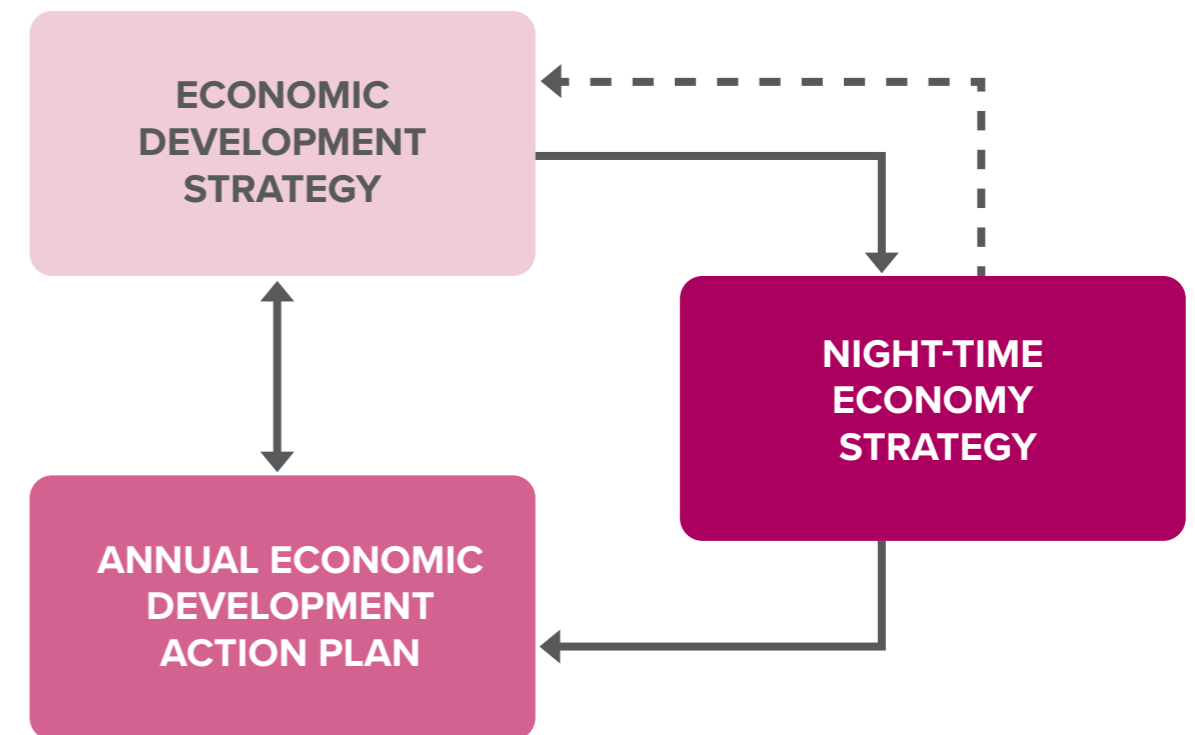 ECONOMIC
DEVELOPMENT
STRATEGY
NIGHT-TIME
ECONOMY
STRATEGY
ANNUAL ECONOMIC
DEVELOPMENT
ACTION PLAN